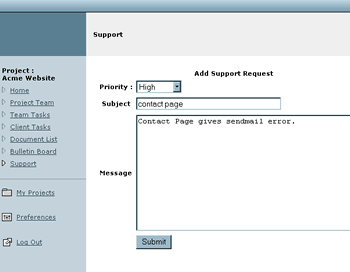 Support
Project :
Acme Website
Home
Project Team
Team Tasks
Client Tasks
Document List
Bulletin Board
Support
My Projects
Preferences
Log Out
Add Support Request
Priority : High
Subject contact page
Message Contact Page gives sendmail error.
Submit